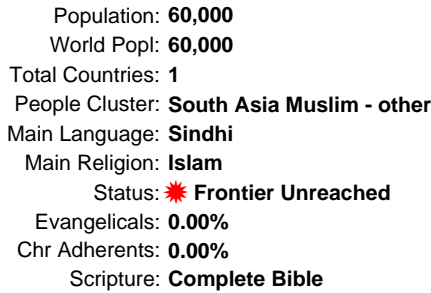 Population: 60,000
World Popl: 60,000
Total Countries: 1
People Cluster: South Asia Muslim - other
Main Language: Sindhi
Main Religion: Islam
Status: Frontier Unreached
Evangelicals: 0.00%
Chr Adherents: 0.00%
Scripture: Complete Bible